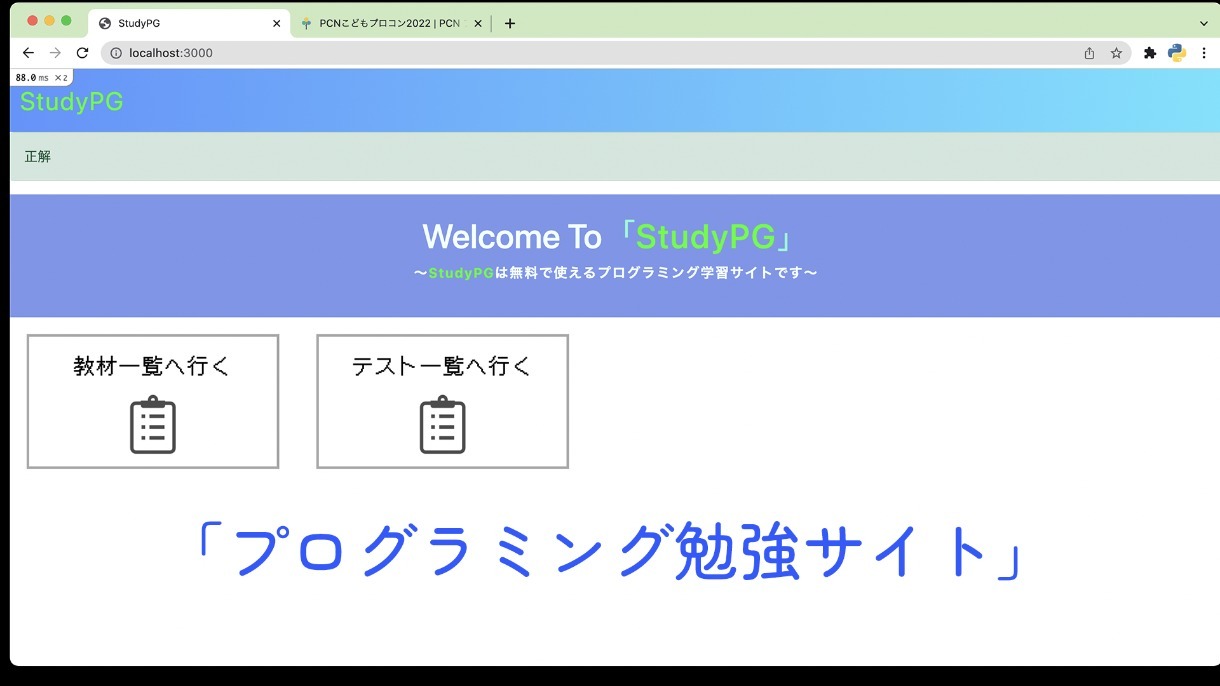 StudyPG
PCNこどもプロコン2022 | PCN
localhost:3000
88.0 ms ×2
StudyPG
正解
Welcome To「StudyPG」
〜StudyPGは無料で使えるプログラミング学習サイトです〜
教材一覧へ行く
テスト一覧へ行く
「プログラミング勉強サイト」